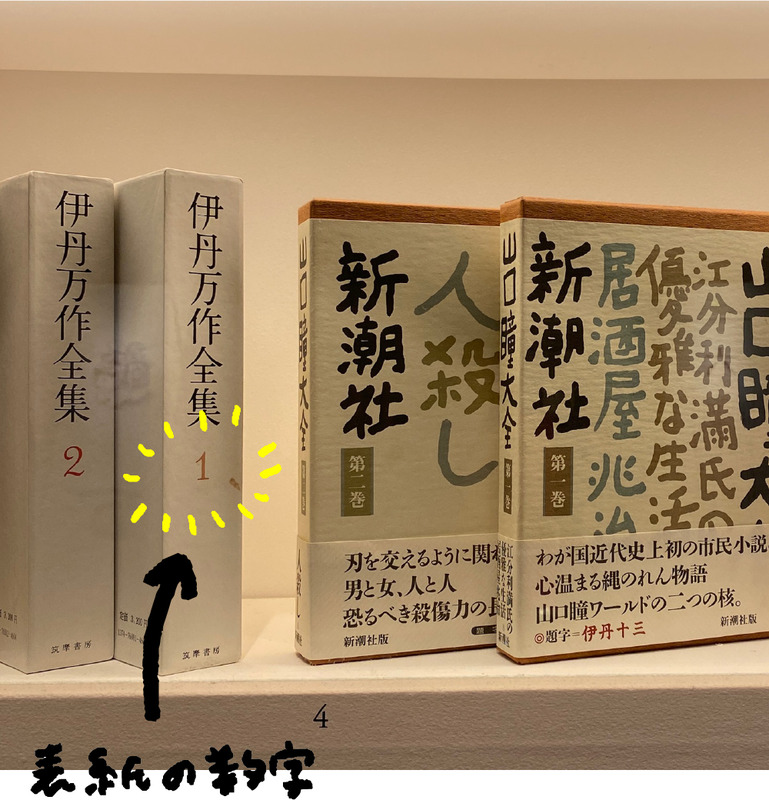 伊丹万作全集 2
筑摩書房
伊丹万作全集 1
筑摩書房
山口瞳大全
人殺し
新潮社
第二巻
刃を交えるように関
男と女、人と人
恐るべき殺傷力の
新潮社版
山口瞳大全
第一巻
江分利満氏の
優雅な生活
居酒屋兆治
新潮社
第一巻
わが国近代史上初の市民小説
心温まる縄のれん物語
山口瞳ワールドの二つの核。
◎題字=伊丹十三
新潮社版
4
表紙の数字